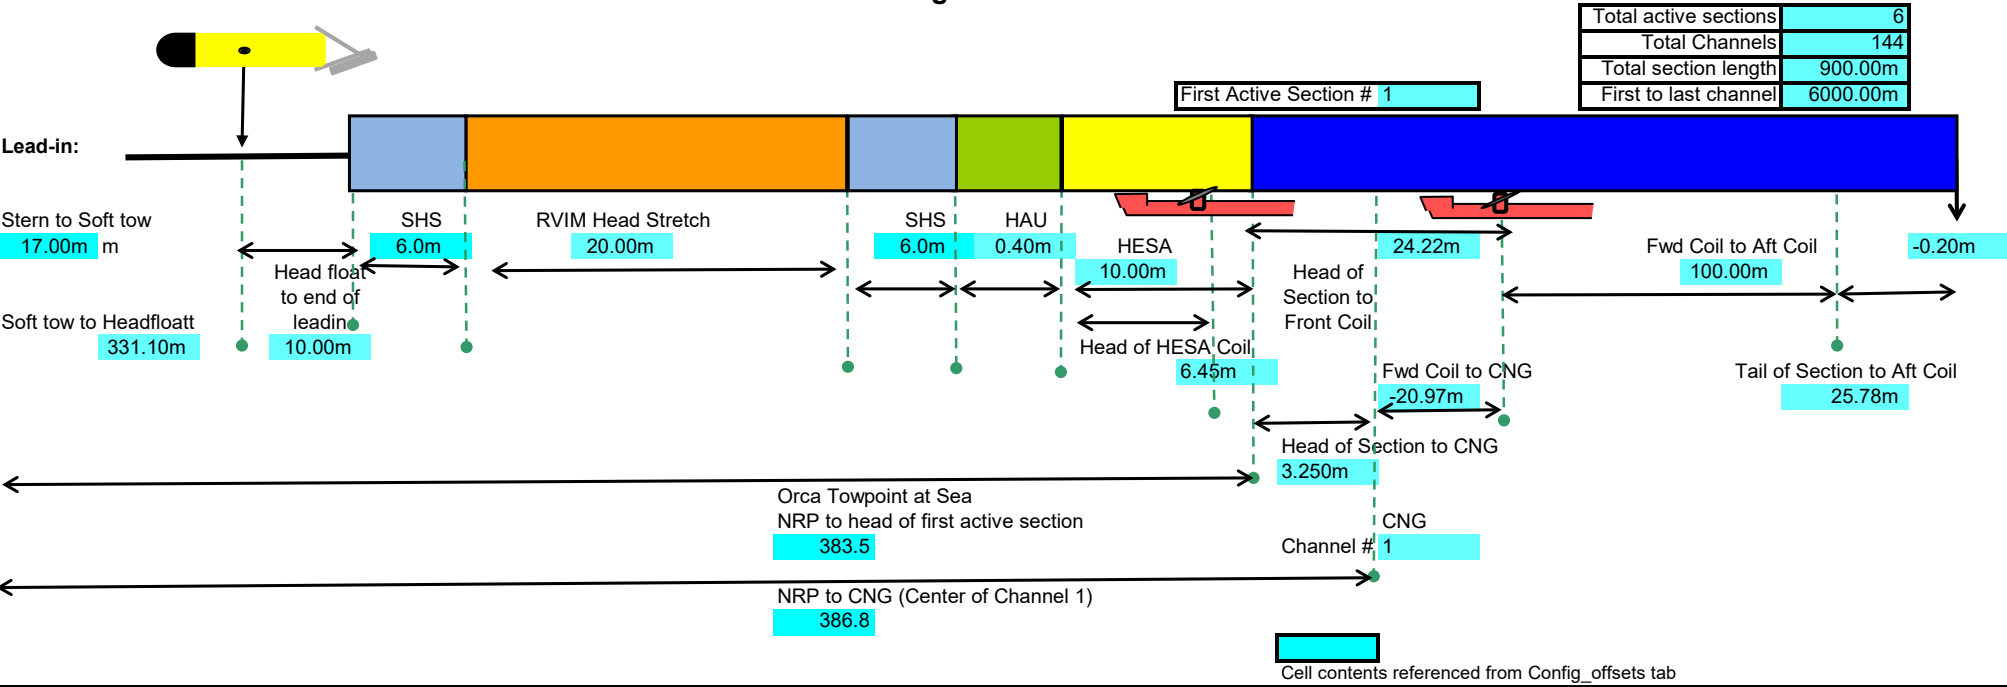 g
Total active sections 6
Total Channels 144
Total section length 900.00m
First to last channel 6000.00m
First Active Section # 1
Lead-in:
Stern to Soft tow
17.00m m
Soft tow to Headfloatt
331.10m
Head float
to end of
leadin
10.00m
SHS
6.0m
RVIM Head Stretch
20.00m
SHS
6.0m
HAU
0.40m
HESA
10.00m
Head of HESA Coil
6.45m
24.22m
Head of
Section to
Front Coil
Fwd Coil to Aft Coil
100.00m
-0.20m
Fwd Coil to CNG
-20.97m
Tail of Section to Aft Coil
25.78m
Head of Section to CNG
3.250m
Orca Towpoint at Sea
NRP to head of first active section
383.5
CNG
Channel # 1
NRP to CNG (Center of Channel 1)
386.8
Cell contents referenced from Config_offsets tab